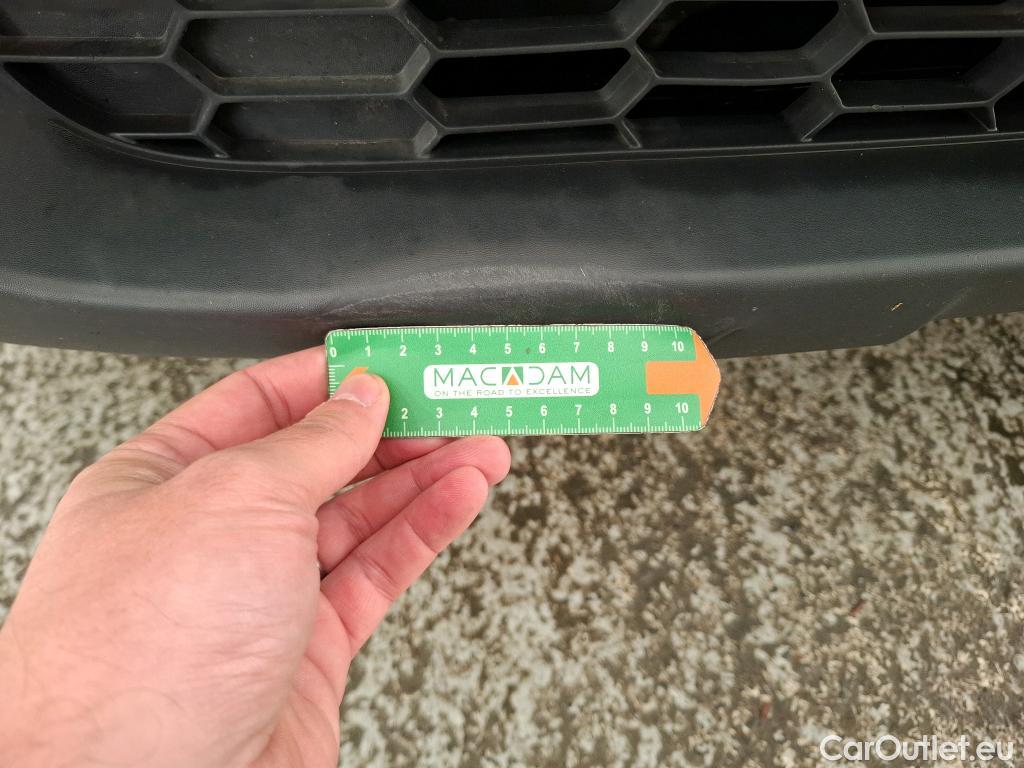 0 1 2 3 4 5 6 7 8 9 10
MACADAM
ON THE ROAD TO EXCELLENCE
2 3 4 5 6 7 8 9 10
CarOutlet.eu